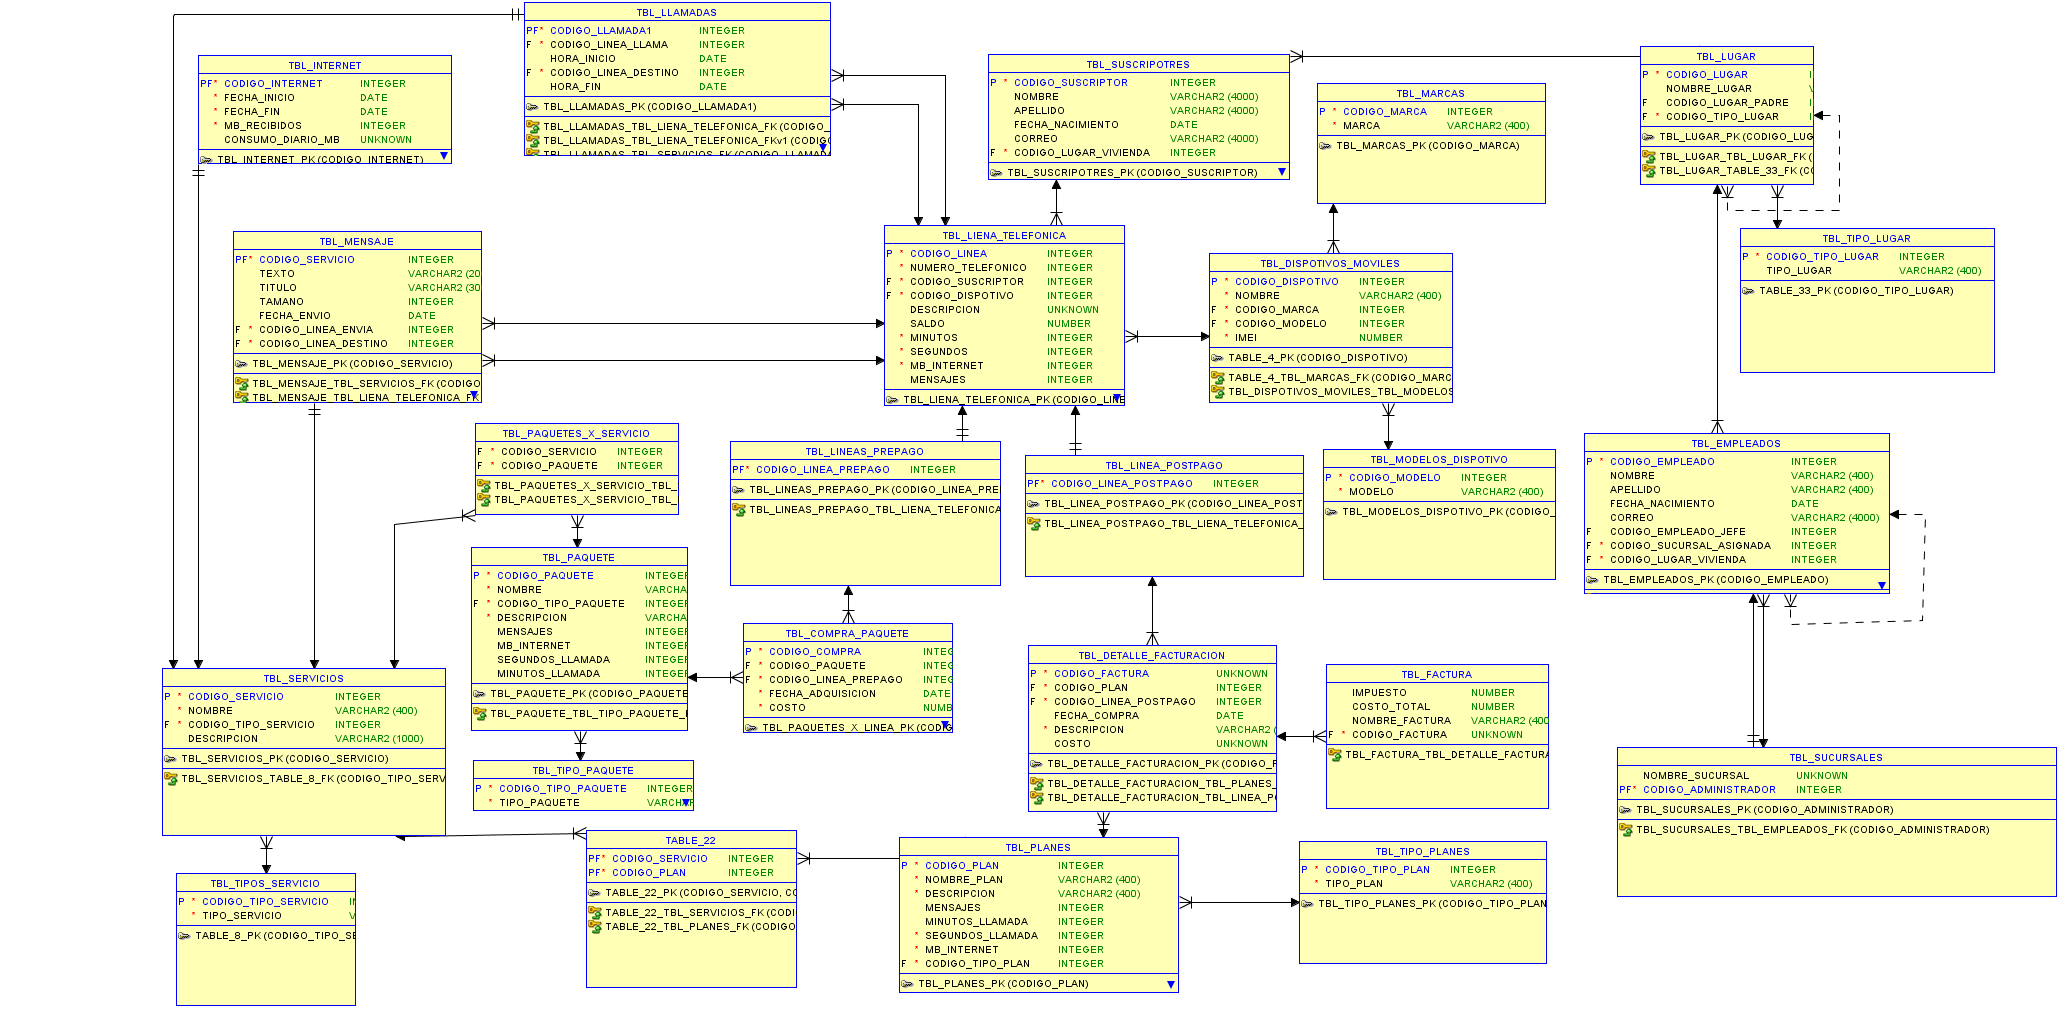 TBL_LLAMADAS
PF* CODIGO_LLAMADA1 INTEGER
F * CODIGO_LINEA_LLAMA INTEGER
HORA_INICIO DATE
F * CODIGO_LINEA_DESTINO INTEGER
HORA_FIN DATE
TBL_LLAMADAS_PK (CODIGO_LLAMADA1)
TBL_LLAMADAS_TBL_LIENA_TELEFONICA_FK (CODIGO_
TBL_LLAMADAS_TBL_LIENA_TELEFONICA_FKv1 (CODIG
TBL_LLAMADAS_TBL_SERVICIOS_FK (CODIGO_LLAMADA
TBL_INTERNET
PF* CODIGO_INTERNET INTEGER
* FECHA_INICIO DATE
* FECHA_FIN DATE
* MB_RECIBIDOS INTEGER
CONSUMO_DIARIO_MB UNKNOWN
TBL_INTERNET_PK (CODIGO_INTERNET)
TBL_SUSCRIPOTRES
P * CODIGO_SUSCRIPTOR INTEGER
NOMBRE VARCHAR2 (4000)
APELLIDO VARCHAR2 (4000)
FECHA_NACIMIENTO DATE
CORREO VARCHAR2 (4000)
F * CODIGO_LUGAR_VIVIENDA INTEGER
TBL_SUSCRIPOTRES_PK (CODIGO_SUSCRIPTOR)
TBL_MARCAS
P * CODIGO_MARCA INTEGER
* MARCA VARCHAR2 (400)
TBL_MARCAS_PK (CODIGO_MARCA)
TBL_LUGAR
P * CODIGO_LUGAR I
NOMBRE_LUGAR V
F CODIGO_LUGAR_PADRE I
F * CODIGO_TIPO_LUGAR I
TBL_LUGAR_PK (CODIGO_LUG
TBL_LUGAR_TBL_LUGAR_FK (
TBL_LUGAR_TABLE_33_FK (CO
TBL_TIPO_LUGAR
P * CODIGO_TIPO_LUGAR INTEGER
TIPO_LUGAR VARCHAR2 (400)
TABLE_33_PK (CODIGO_TIPO_LUGAR)
TBL_MENSAJE
PF* CODIGO_SERVICIO INTEGER
TEXTO VARCHAR2 (20
TITULO VARCHAR2 (30
TAMANO INTEGER
FECHA_ENVIO DATE
F * CODIGO_LINEA_ENVIA INTEGER
F * CODIGO_LINEA_DESTINO INTEGER
TBL_MENSAJE_PK (CODIGO_SERVICIO)
TBL_MENSAJE_TBL_SERVICIOS_FK (CODIGO
TBL_MENSAJE_TBL_LIENA_TELEFONICA_FK
TBL_LIENA_TELEFONICA
P * CODIGO_LINEA INTEGER
* NUMERO_TELEFONICO INTEGER
F * CODIGO_SUSCRIPTOR INTEGER
F * CODIGO_DISPOTIVO INTEGER
DESCRIPCION UNKNOWN
SALDO NUMBER
* MINUTOS INTEGER
* SEGUNDOS INTEGER
* MB_INTERNET INTEGER
MENSAJES INTEGER
TBL_LIENA_TELEFONICA_PK (CODIGO_LINE
TBL_DISPOTIVOS_MOVILES
P * CODIGO_DISPOTIVO INTEGER
* NOMBRE VARCHAR2 (400)
F * CODIGO_MARCA INTEGER
F * CODIGO_MODELO INTEGER
* IMEI NUMBER
TABLE_4_PK (CODIGO_DISPOTIVO)
TABLE_4_TBL_MARCAS_FK (CODIGO_MARC
TBL_DISPOTIVOS_MOVILES_TBL_MODELOS
TBL_PAQUETES_X_SERVICIO
F * CODIGO_SERVICIO INTEGER
F * CODIGO_PAQUETE INTEGER
TBL_PAQUETES_X_SERVICIO_TBL_
TBL_PAQUETES_X_SERVICIO_TBL_
TBL_LINEAS_PREPAGO
PF* CODIGO_LINEA_PREPAGO INTEGER
TBL_LINEAS_PREPAGO_PK (CODIGO_LINEA_PRE
TBL_LINEAS_PREPAGO_TBL_LIENA_TELEFONICA
TBL_LINEA_POSTPAGO
PF* CODIGO_LINEA_POSTPAGO INTEGER
TBL_LINEA_POSTPAGO_PK (CODIGO_LINEA_POST
TBL_LINEA_POSTPAGO_TBL_LIENA_TELEFONICA_
TBL_MODELOS_DISPOTIVO
P * CODIGO_MODELO INTEGER
* MODELO VARCHAR2 (400)
TBL_MODELOS_DISPOTIVO_PK (CODIGO_
TBL_EMPLEADOS
P * CODIGO_EMPLEADO INTEGER
NOMBRE VARCHAR2 (400)
APELLIDO VARCHAR2 (400)
FECHA_NACIMIENTO DATE
CORREO VARCHAR2 (4000)
F CODIGO_EMPLEADO_JEFE INTEGER
F * CODIGO_SUCURSAL_ASIGNADA INTEGER
F * CODIGO_LUGAR_VIVIENDA INTEGER
TBL_EMPLEADOS_PK (CODIGO_EMPLEADO)
TBL_PAQUETE
P * CODIGO_PAQUETE INTEGER
* NOMBRE VARCHA
F * CODIGO_TIPO_PAQUETE INTEGER
* DESCRIPCION VARCHA
MENSAJES INTEGER
MB_INTERNET INTEGER
SEGUNDOS_LLAMADA INTEGER
MINUTOS_LLAMADA INTEGER
TBL_PAQUETE_PK (CODIGO_PAQUETE
TBL_PAQUETE_TBL_TIPO_PAQUETE_
TBL_COMPRA_PAQUETE
P * CODIGO_COMPRA INTEG
F * CODIGO_PAQUETE INTEG
F * CODIGO_LINEA_PREPAGO INTEG
* FECHA_ADQUISICION DATE
* COSTO NUMB
TBL_PAQUETES_X_LINEA_PK (CODIG
TBL_DETALLE_FACTURACION
P * CODIGO_FACTURA UNKNOWN
F * CODIGO_PLAN INTEGER
F * CODIGO_LINEA_POSTPAGO INTEGER
FECHA_COMPRA DATE
* DESCRIPCION VARCHAR2 (
COSTO UNKNOWN
TBL_DETALLE_FACTURACION_PK (CODIGO_F
TBL_DETALLE_FACTURACION_TBL_PLANES_
TBL_DETALLE_FACTURACION_TBL_LINEA_PO
TBL_FACTURA
IMPUESTO NUMBER
COSTO_TOTAL NUMBER
NOMBRE_FACTURA VARCHAR2 (400
F * CODIGO_FACTURA UNKNOWN
TBL_FACTURA_TBL_DETALLE_FACTURA
TBL_SERVICIOS
P * CODIGO_SERVICIO INTEGER
* NOMBRE VARCHAR2 (400)
F * CODIGO_TIPO_SERVICIO INTEGER
DESCRIPCION VARCHAR2 (1000)
TBL_SERVICIOS_PK (CODIGO_SERVICIO)
TBL_SERVICIOS_TABLE_8_FK (CODIGO_TIPO_SERV
TBL_TIPO_PAQUETE
P * CODIGO_TIPO_PAQUETE INTEGER
* TIPO_PAQUETE VARCHAR
TBL_SUCURSALES
NOMBRE_SUCURSAL UNKNOWN
PF* CODIGO_ADMINISTRADOR INTEGER
TBL_SUCURSALES_PK (CODIGO_ADMINISTRADOR)
TBL_SUCURSALES_TBL_EMPLEADOS_FK (CODIGO_ADMINISTRADOR)
TBL_TIPOS_SERVICIO
P * CODIGO_TIPO_SERVICIO IN
* TIPO_SERVICIO V
TABLE_8_PK (CODIGO_TIPO_SE
TABLE_22
PF* CODIGO_SERVICIO INTEGER
PF* CODIGO_PLAN INTEGER
TABLE_22_PK (CODIGO_SERVICIO, CO
TABLE_22_TBL_SERVICIOS_FK (CODI
TABLE_22_TBL_PLANES_FK (CODIGO
TBL_PLANES
P * CODIGO_PLAN INTEGER
* NOMBRE_PLAN VARCHAR2 (400)
* DESCRIPCION VARCHAR2 (400)
MENSAJES INTEGER
MINUTOS_LLAMADA INTEGER
* SEGUNDOS_LLAMADA INTEGER
* MB_INTERNET INTEGER
F * CODIGO_TIPO_PLAN INTEGER
TBL_PLANES_PK (CODIGO_PLAN)
TBL_TIPO_PLANES
P * CODIGO_TIPO_PLAN INTEGER
* TIPO_PLAN VARCHAR2 (400)
TBL_TIPO_PLANES_PK (CODIGO_TIPO_PLAN